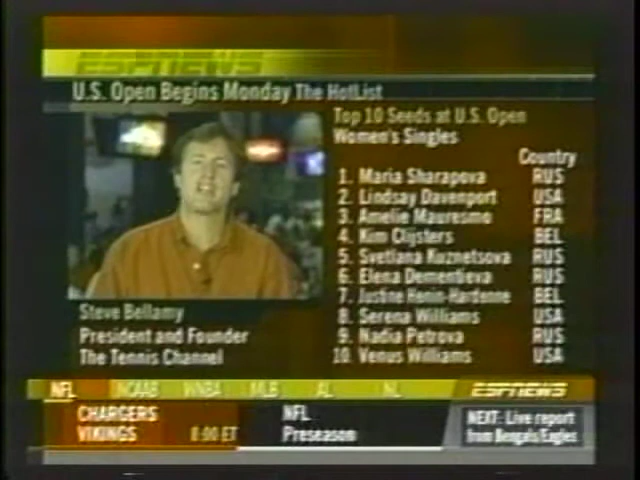 ESPNEWS
U.S. Open Begins Monday The HotList
Top 10 Seeds at U.S. Open
Women's Singles
Country
1. Maria Sharapova RUS
2. Lindsay Davenport USA
3. Amelie Mauresmo FRA
4. Kim Clijsters BEL
5. Svetlana Kuznetsova RUS
6. Elena Dementieva RUS
7. Justine Henin-Hardenne BEL
8. Serena Williams USA
9. Nadia Petrova RUS
10. Venus Williams USA
Steve Bellamy
President and Founder
The Tennis Channel
NFL NCAAB WNBA MLB AL NL ESPNEWS
CHARGERS
VIKINGS 8:00 ET
NFL
Preseason
NEXT: Live report
from Bengals/Eagles